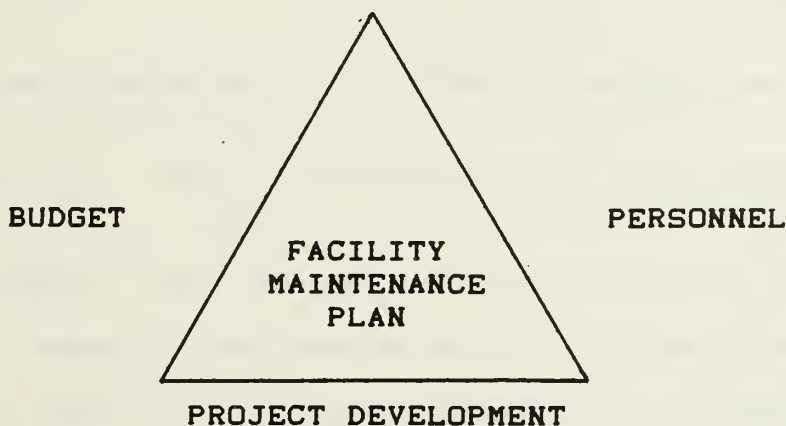 BUDGET
PERSONNEL
FACILITY
MAINTENANCE
PLAN
PROJECT DEVELOPMENT